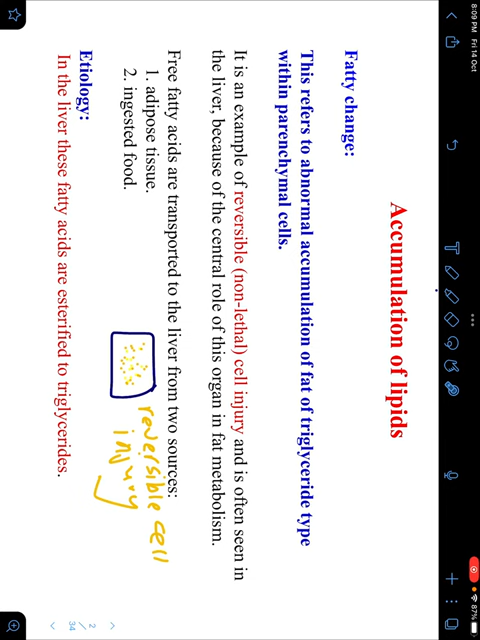 8:09 PM Fri 14 Oct
87%
Accumulation of lipids
Fatty change:
This refers to abnormal accumulation of fat of triglyceride type
within parenchymal cells.
It is an example of reversible (non-lethal) cell injury and is often seen in
the liver, because of the central role of this organ in fat metabolism.
Free fatty acids are transported to the liver from two sources:
1. adipose tissue.
2. ingested food.
reversible cell
injury
Etiology:
In the liver these fatty acids are esterified to triglycerides.
2 / 34